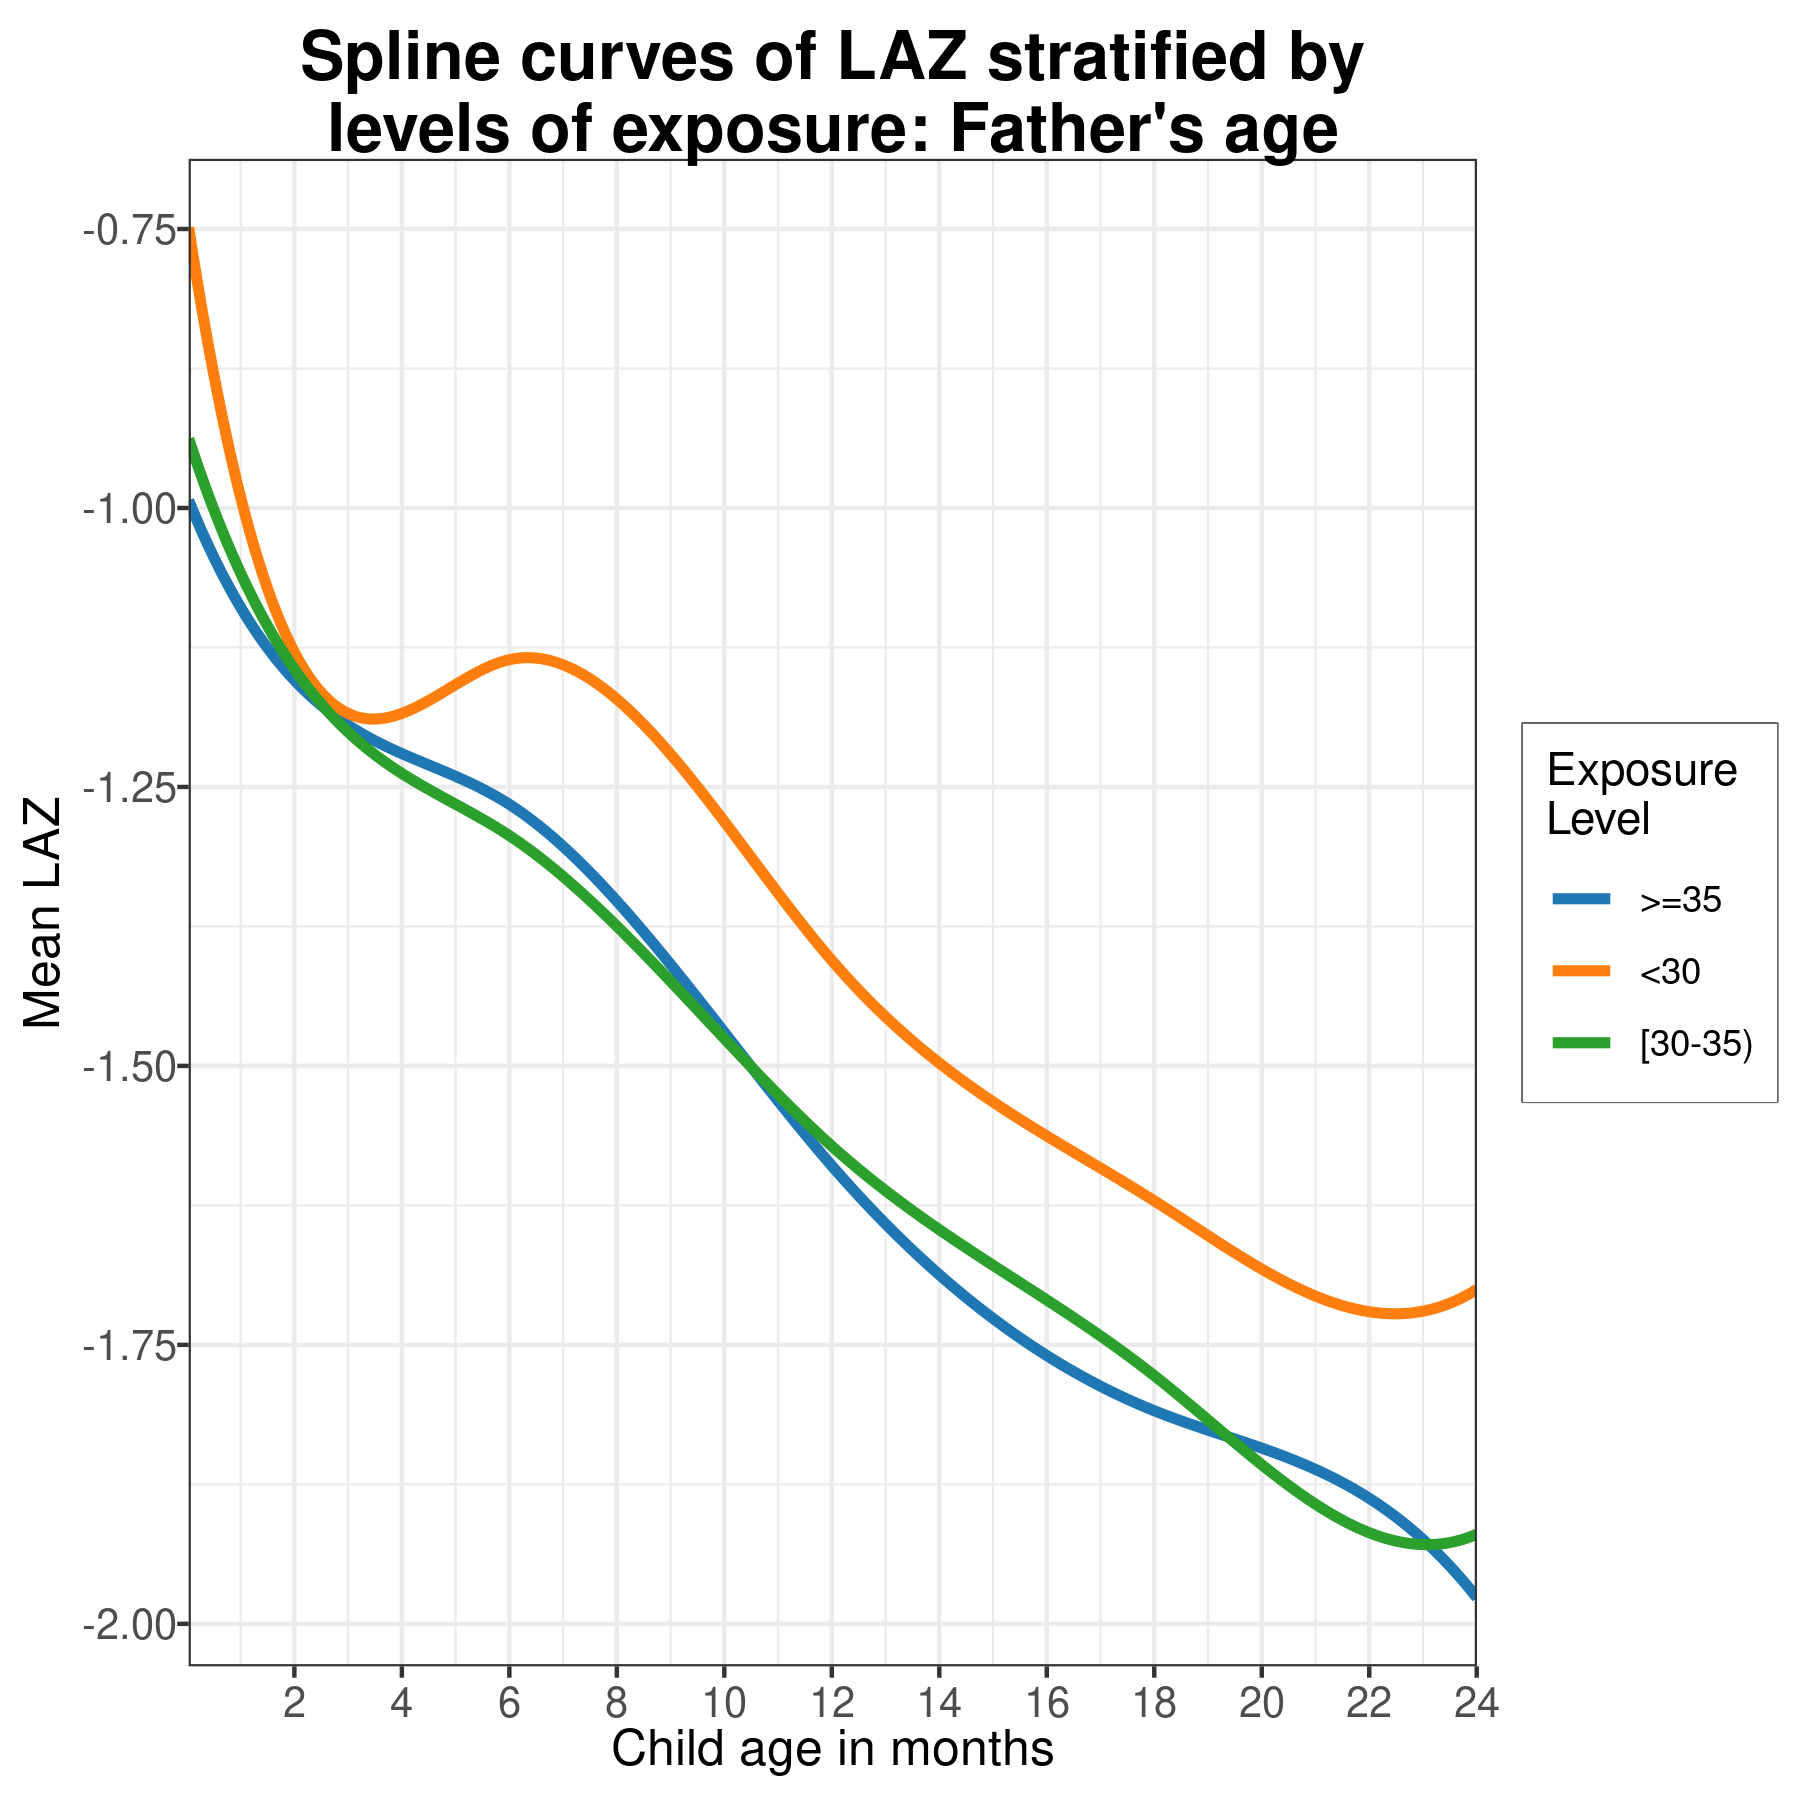 Spline curves of LAZ stratified by
levels of exposure: Father's age
Mean LAZ
-0.75
-1.00
-1.25
-1.50
-1.75
-2.00
2 4 6 8 10 12 14 16 18 20 22 24
Child age in months
Exposure
Level
>=35
<30
[30-35)